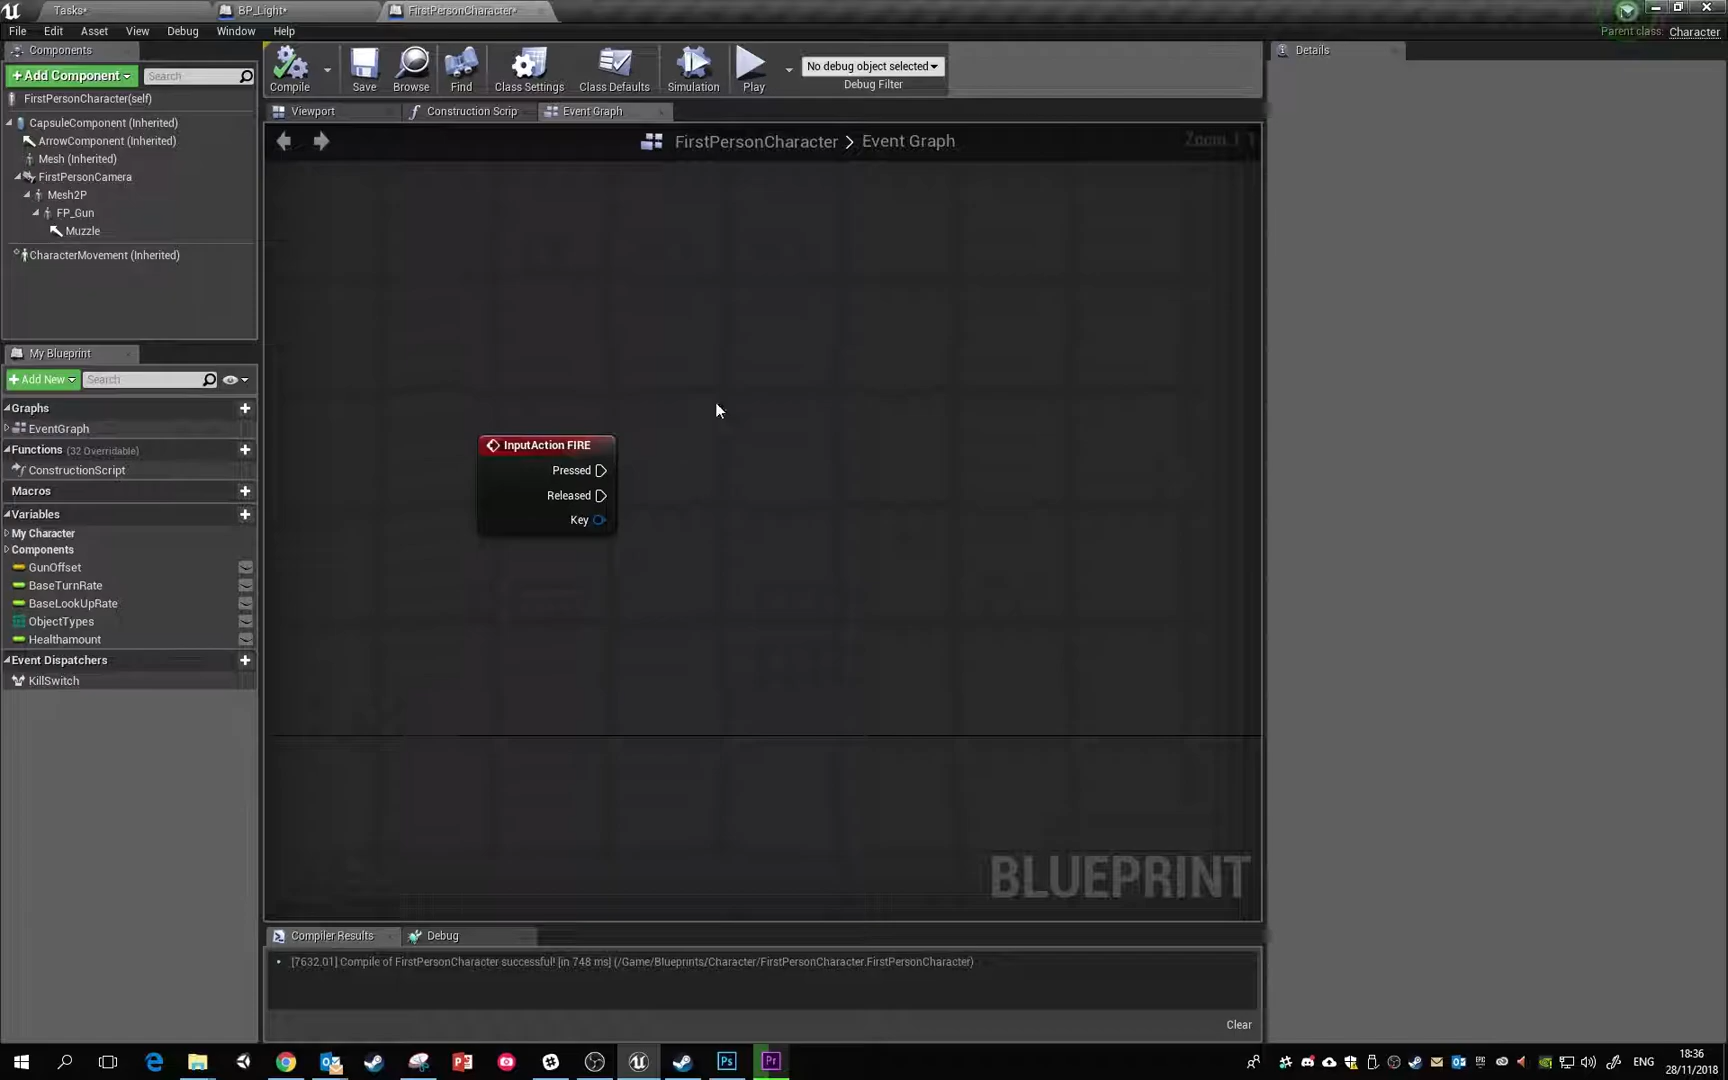 Tasks*
BP_Light*
FirstPersonCharacter*
File Edit Asset View Debug Window Help
Parent class: Character
Components
Add Component
Search
FirstPersonCharacter(self)
CapsuleComponent (Inherited)
ArrowComponent (Inherited)
Mesh (Inherited)
FirstPersonCamera
Mesh2P
FP_Gun
Muzzle
CharacterMovement (Inherited)
Compile
Save
Browse
Find
Class Settings
Class Defaults
Simulation
Play
No debug object selected
Debug Filter
Details
Viewport
Construction Scrip
Event Graph
FirstPersonCharacter > Event Graph
Zoom 1:1
InputAction FIRE
Pressed
Released
Key
BLUEPRINT
My Blueprint
Add New
Search
Graphs
EventGraph
Functions (32 Overridable)
ConstructionScript
Macros
Variables
My Character
Components
GunOffset
BaseTurnRate
BaseLookUpRate
ObjectTypes
Healthamount
Event Dispatchers
KillSwitch
Compiler Results
Debug
[7632.01] Compile of FirstPersonCharacter successful! [in 748 ms] (/Game/Blueprints/Character/FirstPersonCharacter.FirstPersonCharacter)
Clear
ENG
18:36
28/11/2018